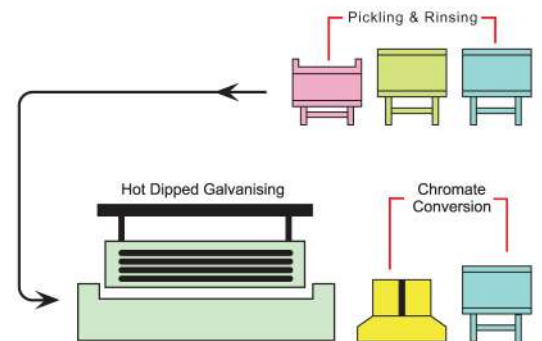 Pickling & Rinsing
Hot Dipped Galvanising
Chromate
Conversion